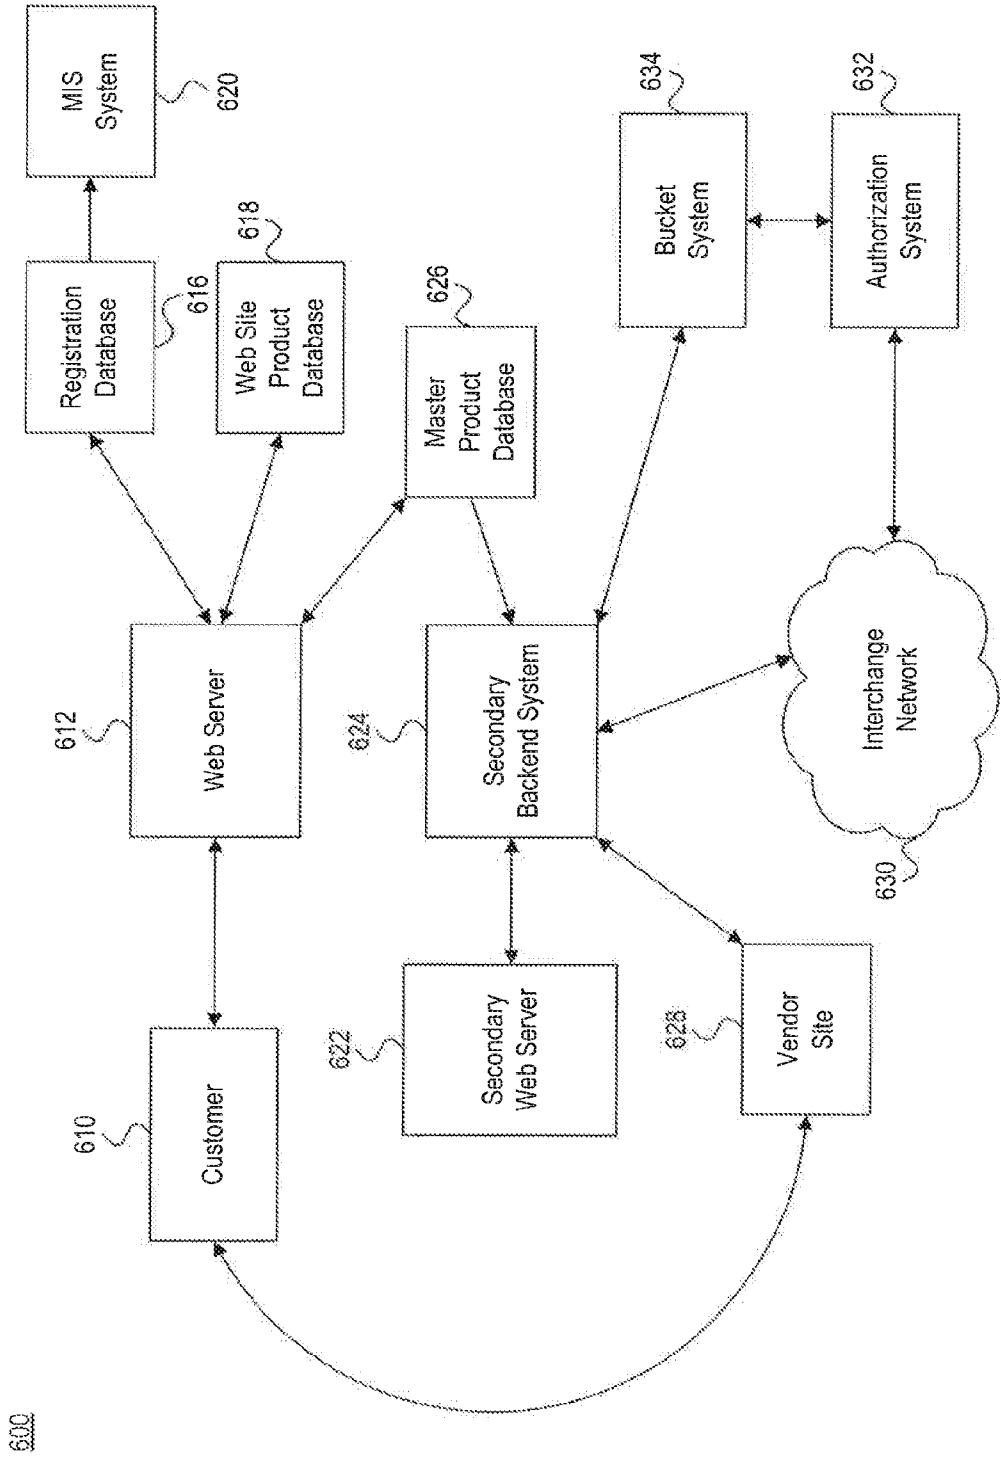 600
610
Customer
612
Web Server
Registration
Database
616
MIS
System
620
Web Site
Product
Database
618
Master
Product
Database
626
622
Secondary
Web Server
624
Secondary
Backend System
628
Vendor
Site
630
Interchange
Network
Bucket
System
634
Authorization
System
632